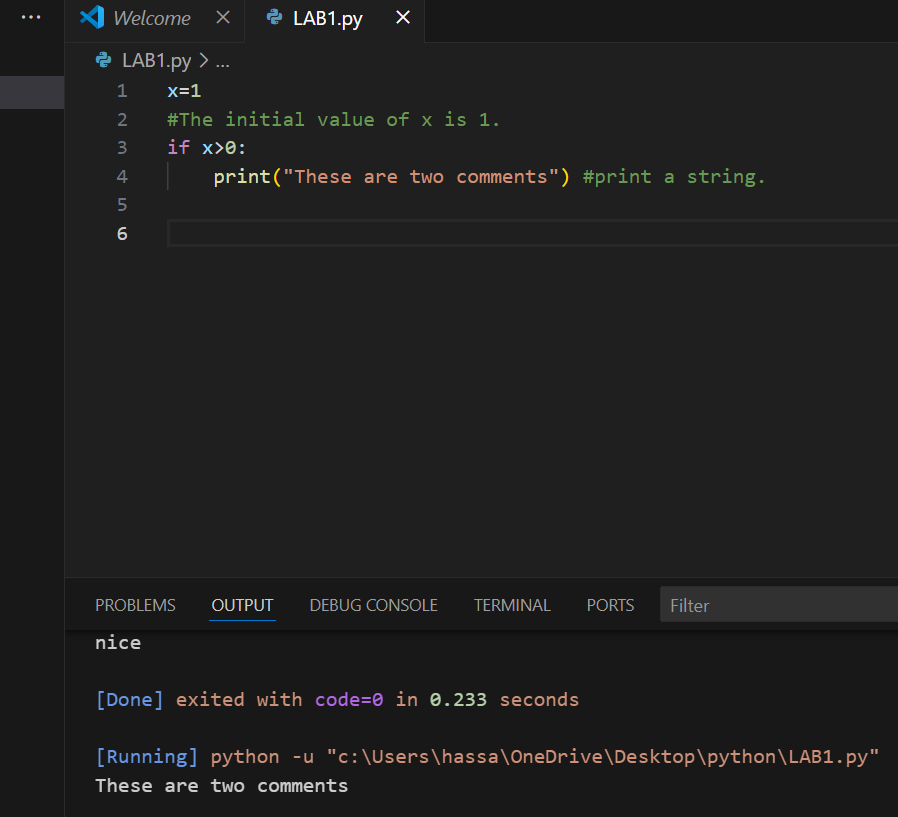 ...
Welcome
LAB1.py
LAB1.py > ...
1 x=1
2 #The initial value of x is 1.
3 if x>0:
4     print("These are two comments") #print a string.
5
6
PROBLEMS OUTPUT DEBUG CONSOLE TERMINAL PORTS Filter
nice
[Done] exited with code=0 in 0.233 seconds
[Running] python -u "c:\Users\hassa\OneDrive\Desktop\python\LAB1.py"
These are two comments